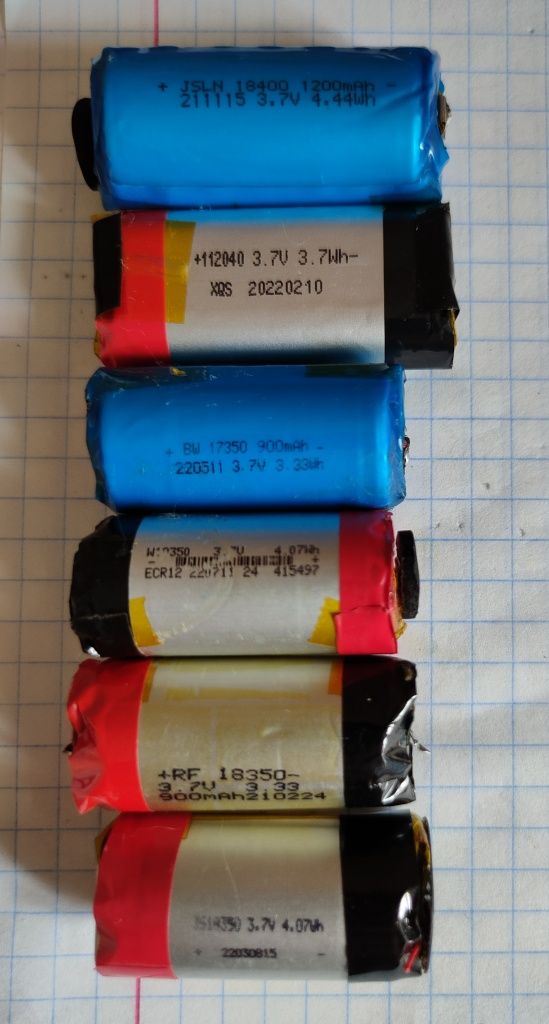 + JSLN 18400 1200mAh -
211115 3.7V 4.44Wh
+112040 3.7V 3.7Wh-
XQS 20220210
+ BW 17350 900mAh -
220511 3.7V 3.33Wh
3.7V 4.07Wh
- +
ECR12 220711 24 415497
+RF 18350-
3.7V 3.33
900mAh210224
3.7V 4.07Wh
+ 22030815 -